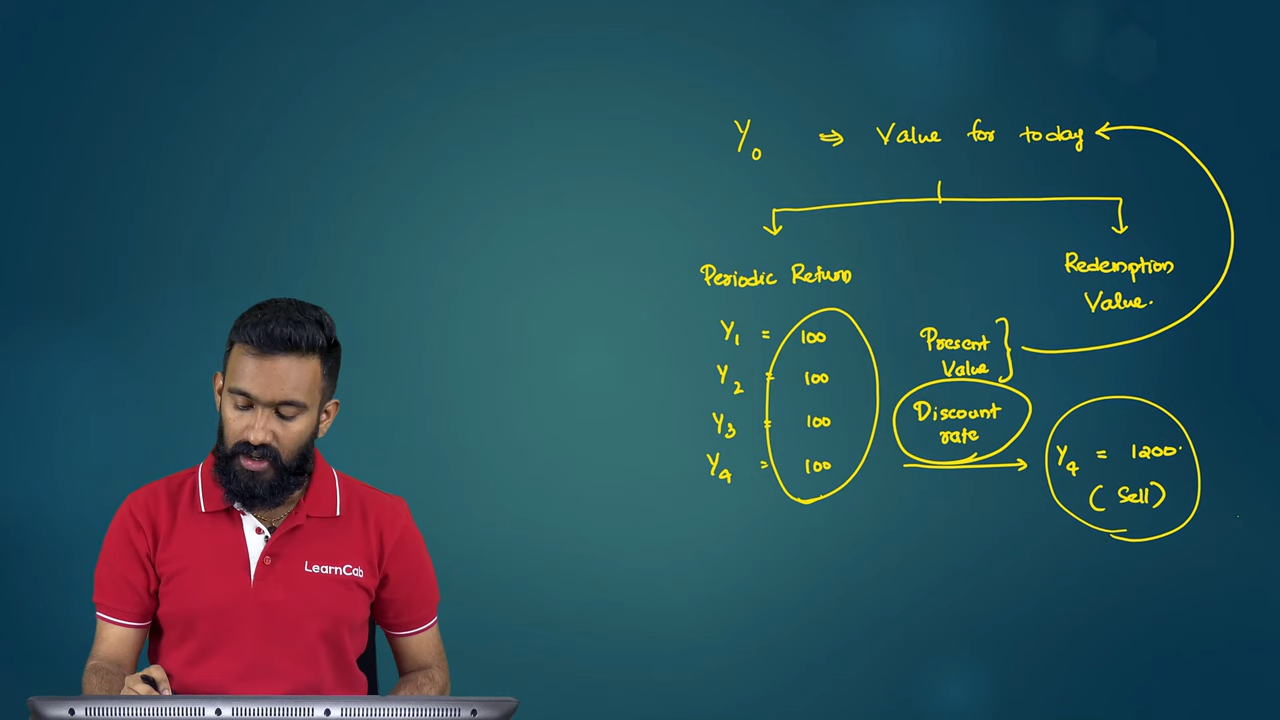 Y0 ⇒ Value for today
Periodic Return
Redemption
Value.
Y1 = 100
Y2 = 100
Y3 = 100
Y4 = 100
Present
Value
Discount
rate
Y4 = 1200.
( Sell )
LearnCab